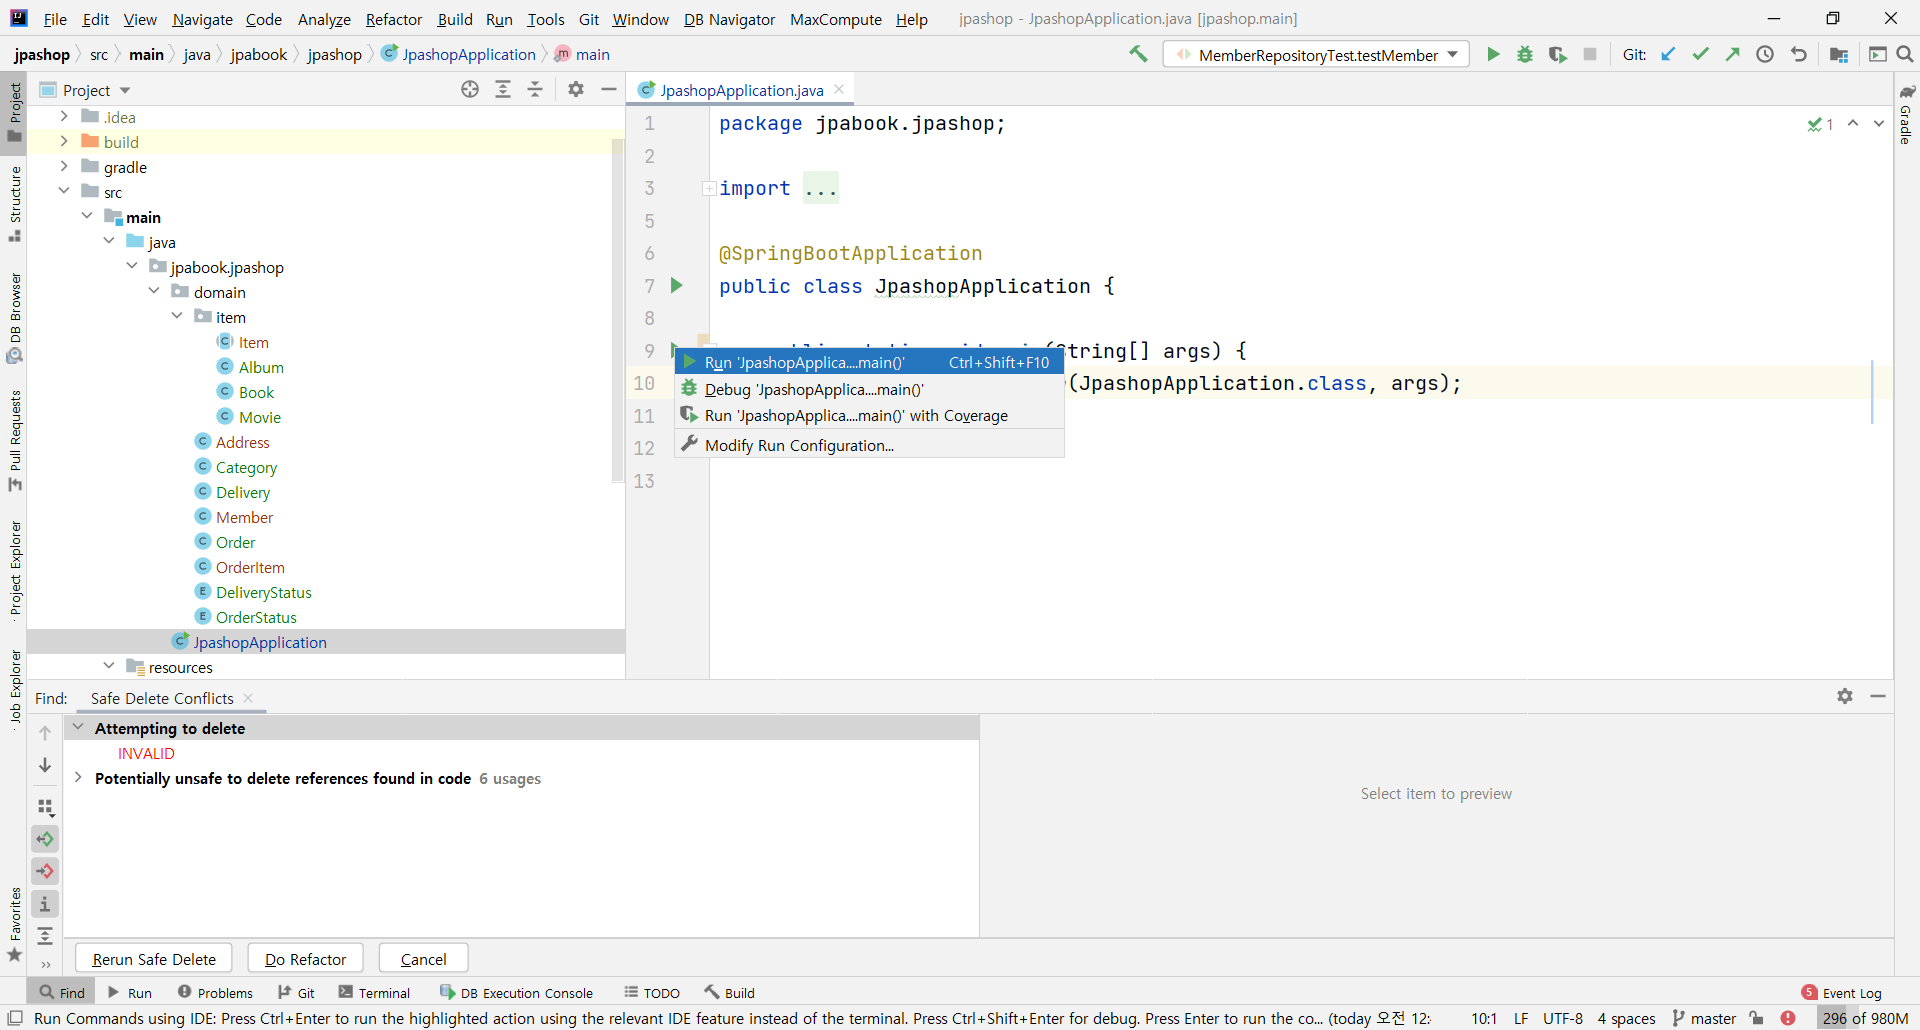 File Edit View Navigate Code Analyze Refactor Build Run Tools Git Window DB Navigator MaxCompute Help jpashop - JpashopApplication.java [jpashop.main]
jpashop src main java jpabook jpashop JpashopApplication main MemberRepositoryTest.testMember Git:
Project
JpashopApplication.java
.idea
build
gradle
src
main
java
jpabook.jpashop
domain
item
Item
Album
Book
Movie
Address
Category
Delivery
Member
Order
OrderItem
DeliveryStatus
OrderStatus
JpashopApplication
resources
1 package jpabook.jpashop;
2
3 import ...
5
6 @SpringBootApplication
7 public class JpashopApplication {
8
9 (String[] args) {
10 (JpashopApplication.class, args);
11
12
13
1
Run 'JpashopApplica....main()' Ctrl+Shift+F10
Debug 'JpashopApplica....main()'
Run 'JpashopApplica....main()' with Coverage
Modify Run Configuration...
Project
Structure
DB Browser
Pull Requests
Project Explorer
Job Explorer
Favorites
Gradle
Find: Safe Delete Conflicts
Attempting to delete
INVALID
Potentially unsafe to delete references found in code 6 usages
Select item to preview
Rerun Safe Delete Do Refactor Cancel
Find Run Problems Git Terminal DB Execution Console TODO Build 5 Event Log
Run Commands using IDE: Press Ctrl+Enter to run the highlighted action using the relevant IDE feature instead of the terminal. Press Ctrl+Shift+Enter for debug. Press Enter to run the co... (today 오전 12: 10:1 LF UTF-8 4 spaces master 296 of 980M